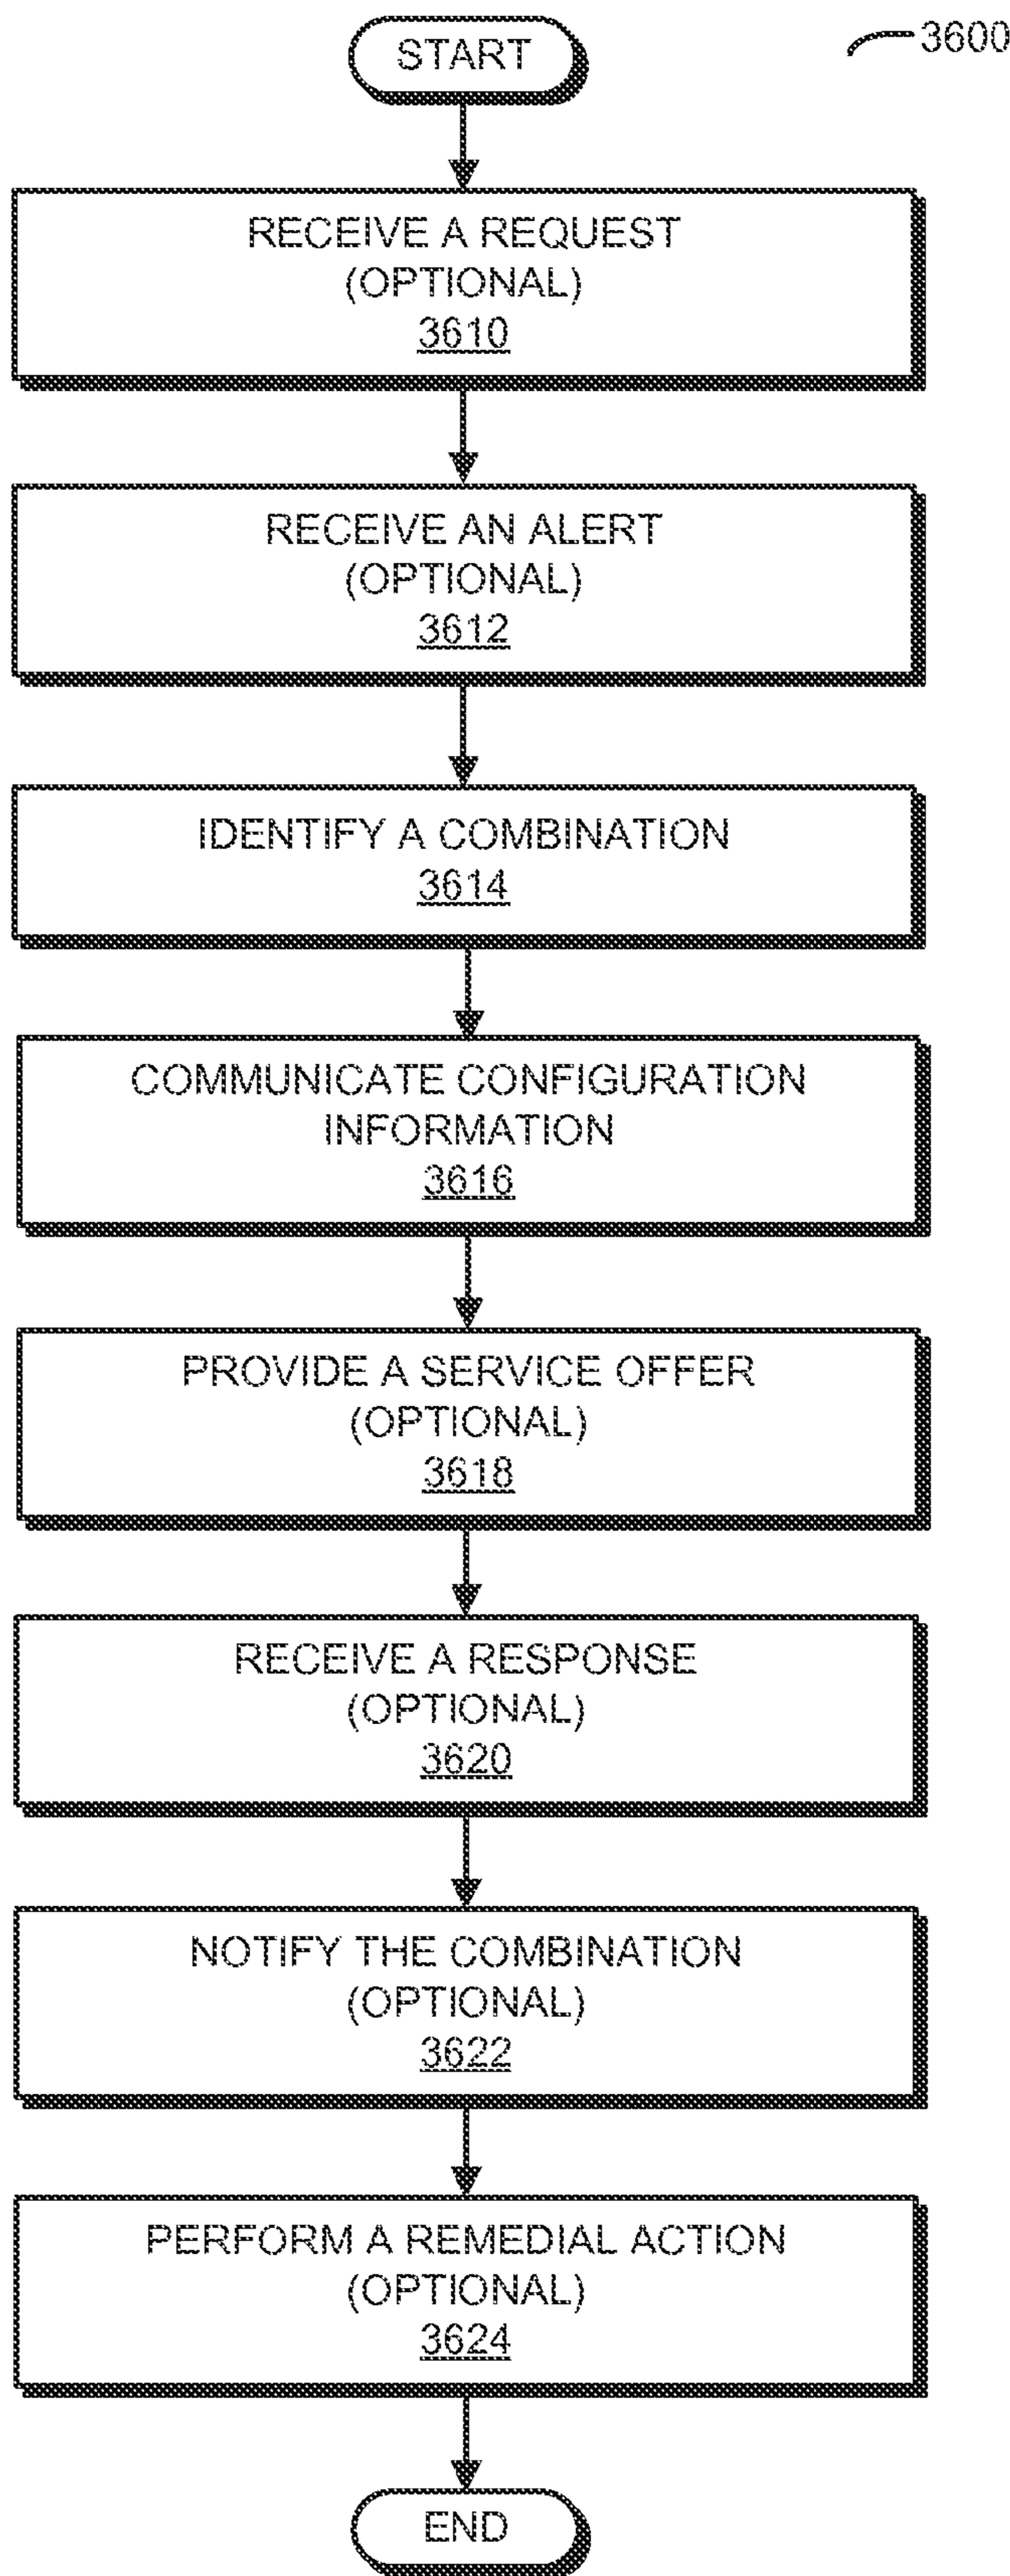 START
3600
RECEIVE A REQUEST
(OPTIONAL)
3610
RECEIVE AN ALERT
(OPTIONAL)
3612
IDENTIFY A COMBINATION
3614
COMMUNICATE CONFIGURATION
INFORMATION
3616
PROVIDE A SERVICE OFFER
(OPTIONAL)
3618
RECEIVE A RESPONSE
(OPTIONAL)
3620
NOTIFY THE COMBINATION
(OPTIONAL)
3622
PERFORM A REMEDIAL ACTION
(OPTIONAL)
3624
END